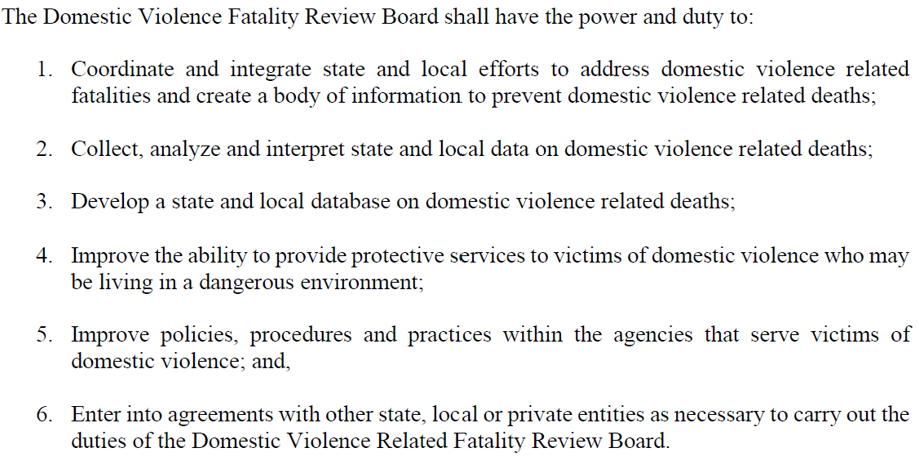 The Domestic Violence Fatality Review Board shall have the power and duty to:
1. Coordinate and integrate state and local efforts to address domestic violence related
fatalities and create a body of information to prevent domestic violence related deaths;
2. Collect, analyze and interpret state and local data on domestic violence related deaths;
3. Develop a state and local database on domestic violence related deaths;
4. Improve the ability to provide protective services to victims of domestic violence who may
be living in a dangerous environment;
5. Improve policies, procedures and practices within the agencies that serve victims of
domestic violence; and,
6. Enter into agreements with other state, local or private entities as necessary to carry out the
duties of the Domestic Violence Related Fatality Review Board.